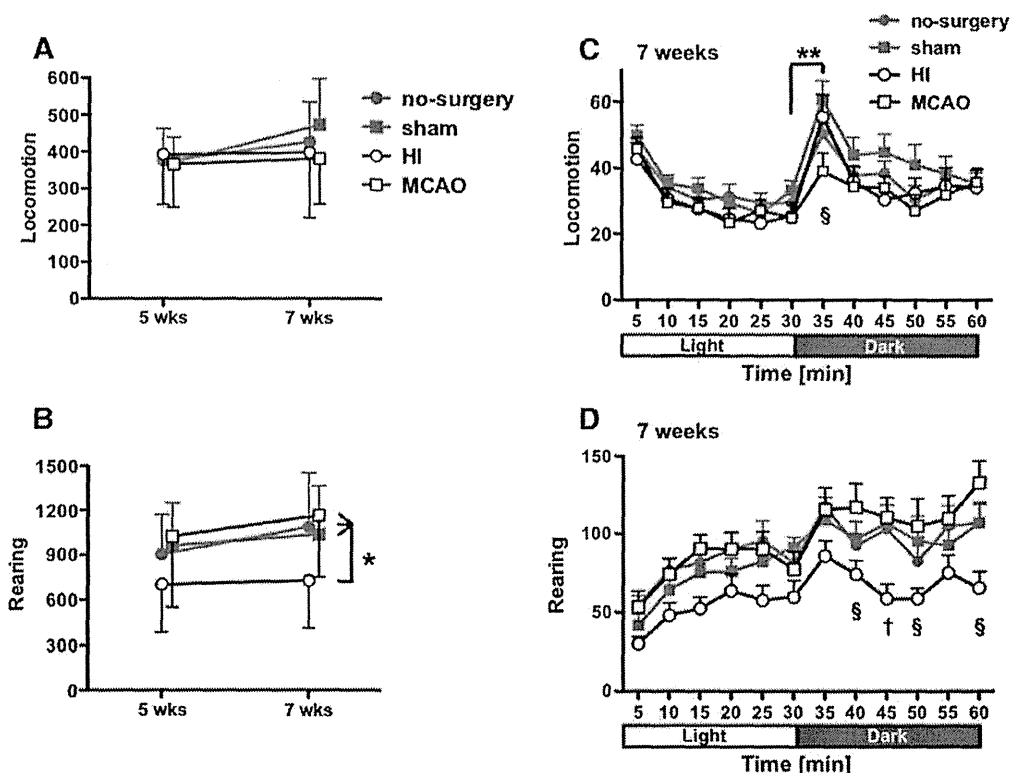 A
600
500
400
300
200
100
0
Locomotion
5 wks
7 wks
no-surgery
sham
HI
MCAO
C
7 weeks
**
no-surgery
sham
HI
MCAO
60
40
20
0
Locomotion
§
5 10 15 20 25 30 35 40 45 50 55 60
Light Dark
Time [min]
B
1500
1200
900
600
300
0
Rearing
*
5 wks
7 wks
D
7 weeks
150
100
50
0
Rearing
§ † § §
5 10 15 20 25 30 35 40 45 50 55 60
Light Dark
Time [min]